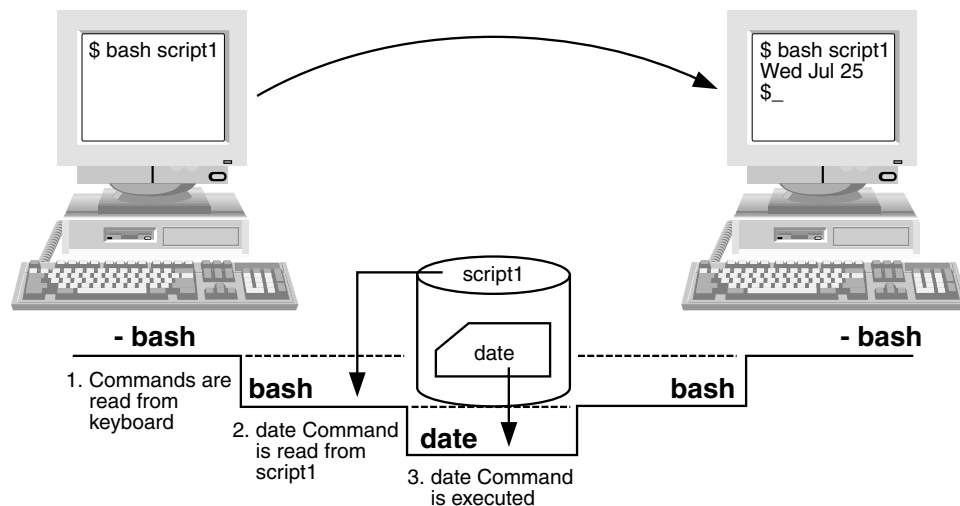 $ bash script1
$ bash script1
Wed Jul 25
$_
script1
date
- bash
- bash
bash
bash
date
1. Commands are
read from
keyboard
2. date Command
is read from
script1
3. date Command
is executed